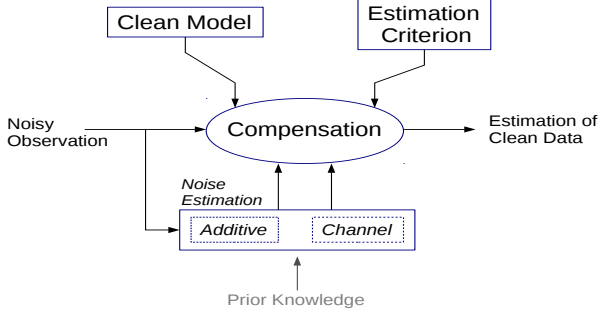 Clean Model
Estimation
Criterion
Noisy
Observation
Compensation
Estimation of
Clean Data
Noise
Estimation
Additive
Channel
Prior Knowledge